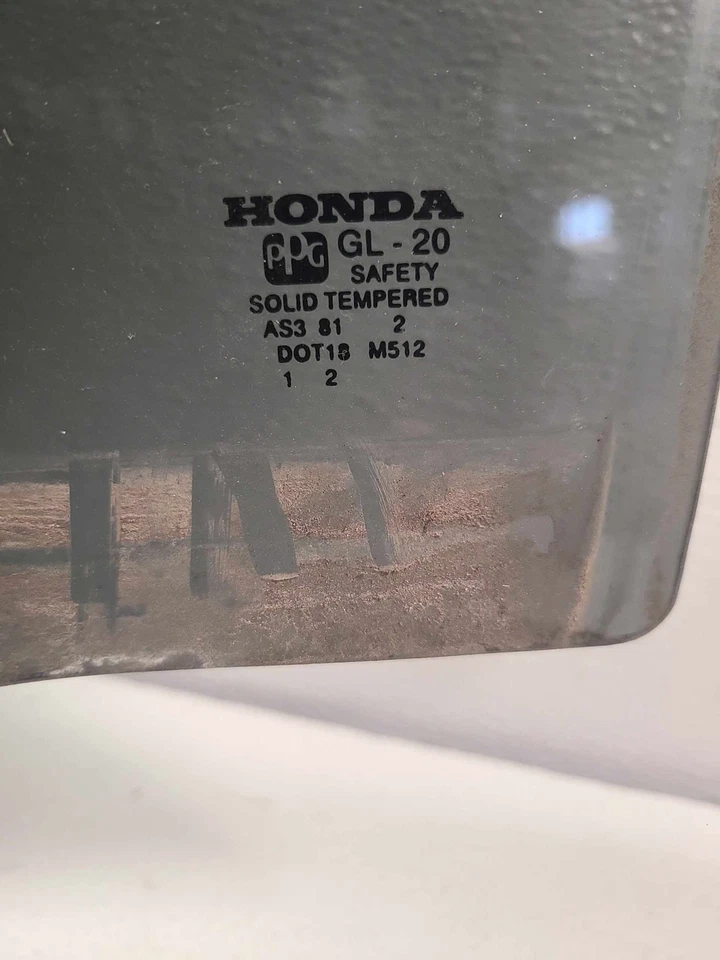 HONDA
PPG GL - 20
SAFETY
SOLID TEMPERED
AS3 81 2
DOT18 M512
1 2